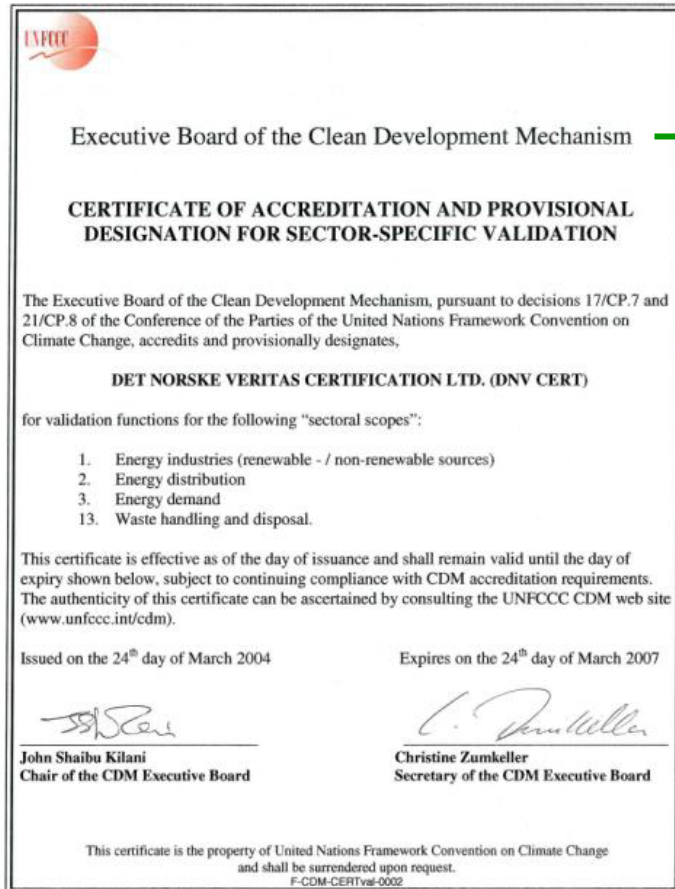 UNFCCC
Executive Board of the Clean Development Mechanism
CERTIFICATE OF ACCREDITATION AND PROVISIONAL
DESIGNATION FOR SECTOR-SPECIFIC VALIDATION
The Executive Board of the Clean Development Mechanism, pursuant to decisions 17/CP.7 and
21/CP.8 of the Conference of the Parties of the United Nations Framework Convention on
Climate Change, accredits and provisionally designates,
DET NORSKE VERITAS CERTIFICATION LTD. (DNV CERT)
for validation functions for the following “sectoral scopes”:
1. Energy industries (renewable - / non-renewable sources)
2. Energy distribution
3. Energy demand
13. Waste handling and disposal.
This certificate is effective as of the day of issuance and shall remain valid until the day of
expiry shown below, subject to continuing compliance with CDM accreditation requirements.
The authenticity of this certificate can be ascertained by consulting the UNFCCC CDM web site
(www.unfccc.int/cdm).
Issued on the 24th day of March 2004 Expires on the 24th day of March 2007
John Shaibu Kilani Christine Zumkeller
Chair of the CDM Executive Board Secretary of the CDM Executive Board
This certificate is the property of United Nations Framework Convention on Climate Change
and shall be surrendered upon request.
F-CDM-CERTval-0002